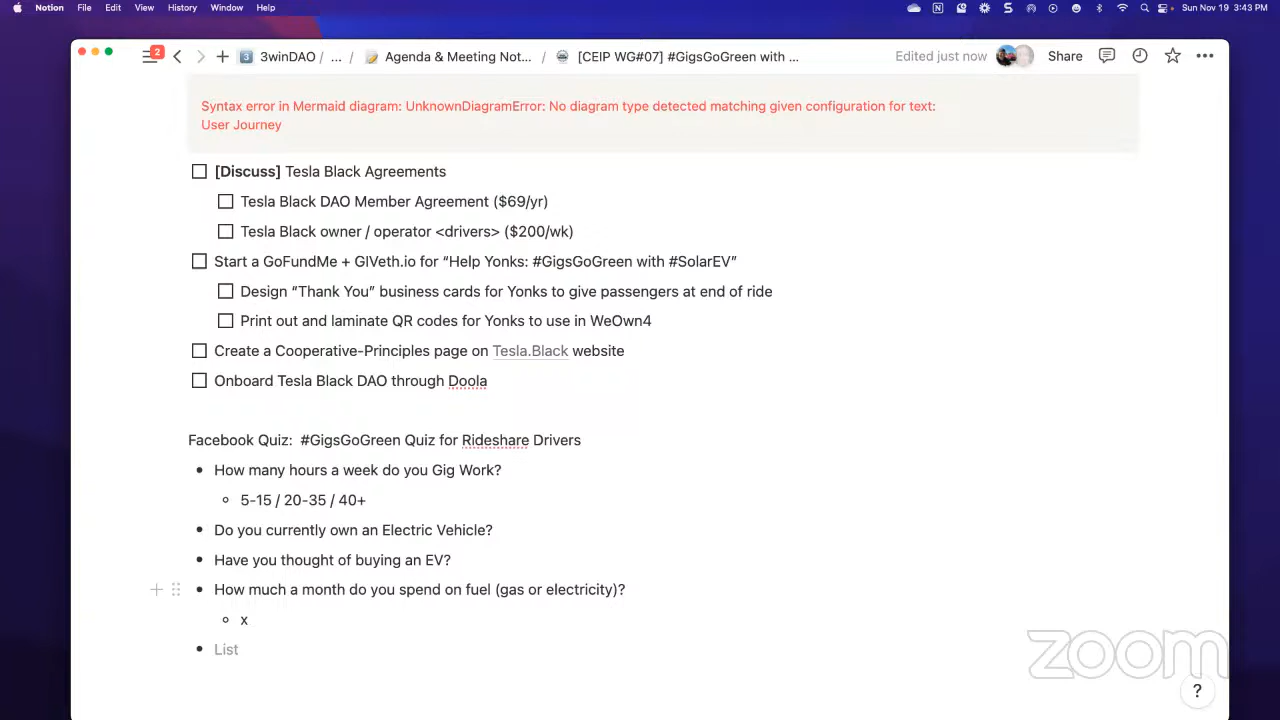 Notion File Edit View History Window Help Sun Nov 19 3:43 PM
2 3 3winDAO / ... / Agenda & Meeting Not... / [CEIP WG#07] #GigsGoGreen with ... Edited just now Share
Syntax error in Mermaid diagram: UnknownDiagramError: No diagram type detected matching given configuration for text:
User Journey
[Discuss] Tesla Black Agreements
Tesla Black DAO Member Agreement ($69/yr)
Tesla Black owner / operator <drivers> ($200/wk)
Start a GoFundMe + GIVeth.io for “Help Yonks: #GigsGoGreen with #SolarEV”
Design “Thank You” business cards for Yonks to give passengers at end of ride
Print out and laminate QR codes for Yonks to use in WeOwn4
Create a Cooperative-Principles page on Tesla.Black website
Onboard Tesla Black DAO through Doola
Facebook Quiz: #GigsGoGreen Quiz for Rideshare Drivers
How many hours a week do you Gig Work?
5-15 / 20-35 / 40+
Do you currently own an Electric Vehicle?
Have you thought of buying an EV?
How much a month do you spend on fuel (gas or electricity)?
x
List
zoom
?